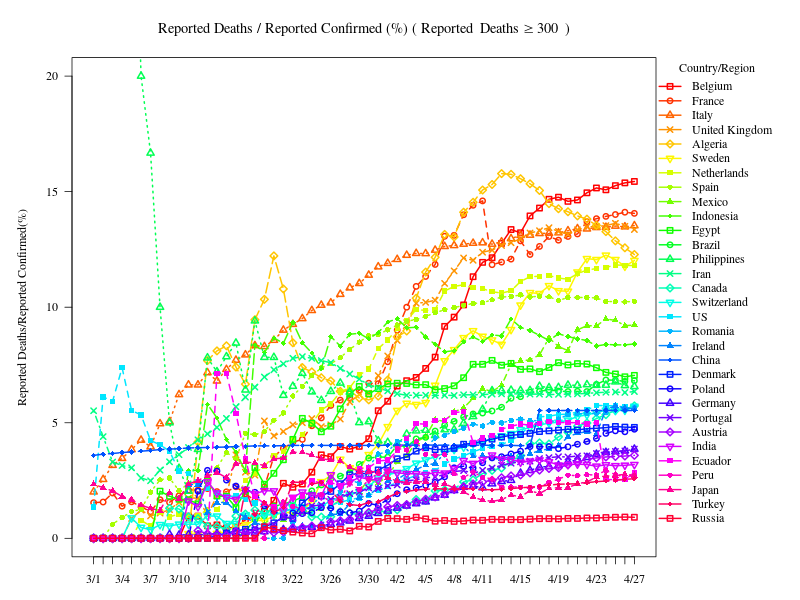 Reported Deaths / Reported Confirmed (%) ( Reported Deaths ≥ 300 )
Country/Region
Belgium
France
Italy
United Kingdom
Algeria
Sweden
Netherlands
Spain
Mexico
Indonesia
Egypt
Brazil
Philippines
Iran
Canada
Switzerland
US
Romania
Ireland
China
Denmark
Poland
Germany
Portugal
Austria
India
Ecuador
Peru
Japan
Turkey
Russia
Reported Deaths/Reported Confirmed(%)
20
15
10
5
0
3/1 3/4 3/7 3/10 3/14 3/18 3/22 3/26 3/30 4/2 4/5 4/8 4/11 4/15 4/19 4/23 4/27